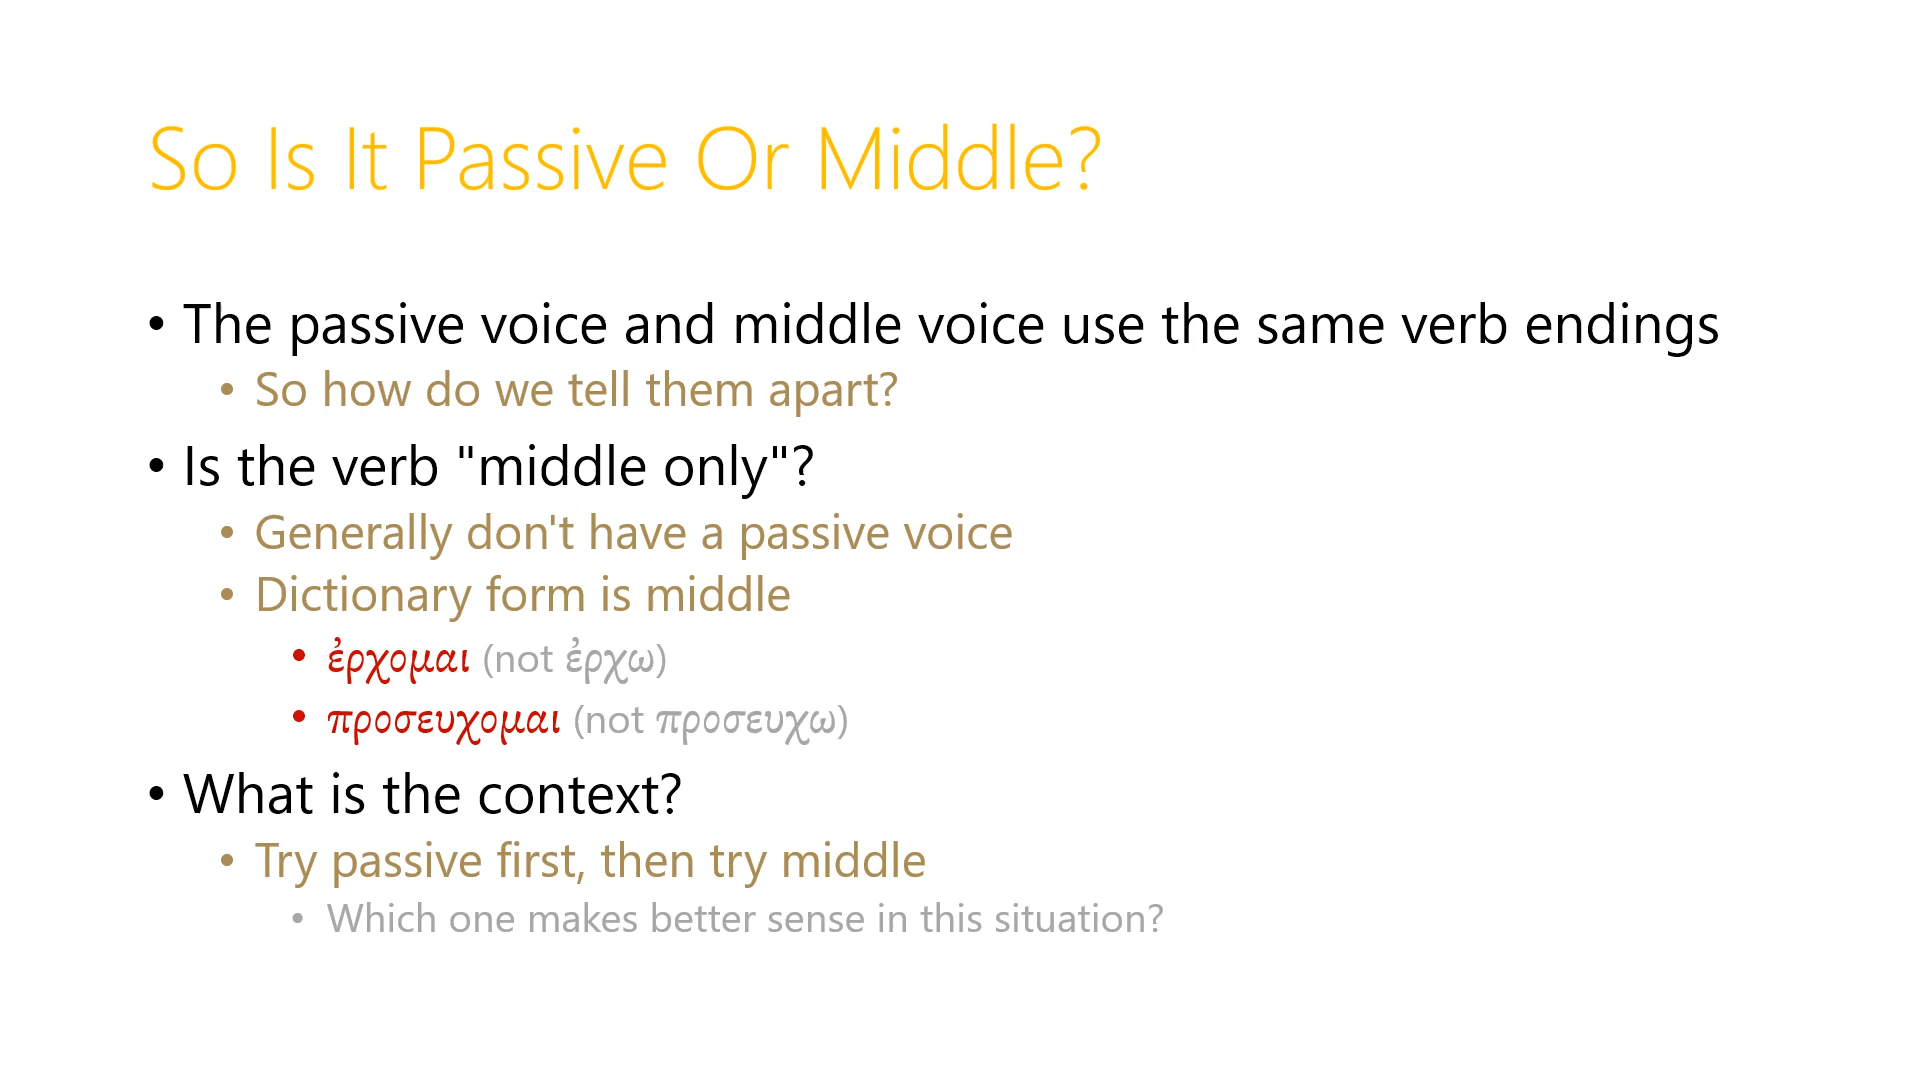 So Is It Passive Or Middle?
• The passive voice and middle voice use the same verb endings
• So how do we tell them apart?
• Is the verb "middle only"?
• Generally don't have a passive voice
• Dictionary form is middle
• ἐρχομαι (not ἐρχω)
• προσευχομαι (not προσευχω)
• What is the context?
• Try passive first, then try middle
• Which one makes better sense in this situation?